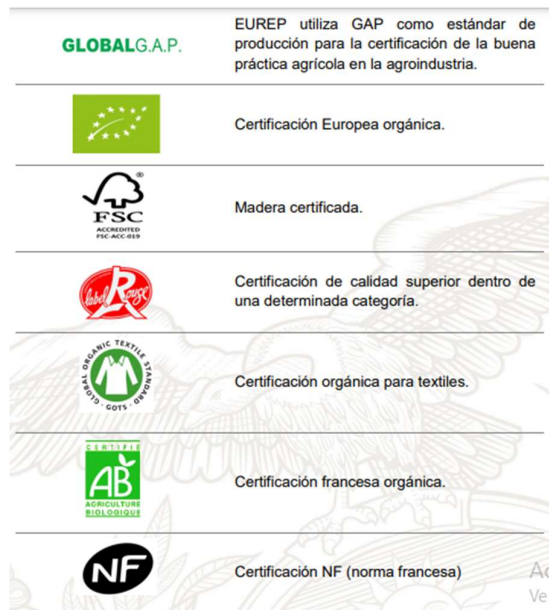 GLOBALG.A.P.
EUREP utiliza GAP como estándar de
producción para la certificación de la buena
práctica agrícola en la agroindustria.
Certificación Europea orgánica.
®
FSC
ACCREDITED
FSC-ACC-019
Madera certificada.
label Rouge
Certificación de calidad superior dentro de
una determinada categoría.
GLOBAL ORGANIC TEXTILE STANDARD
· GOTS ·
Certificación orgánica para textiles.
CERTIFIÉ
AB
AGRICULTURE
BIOLOGIQUE
Certificación francesa orgánica.
NF
Certificación NF (norma francesa)
Ac
Ve